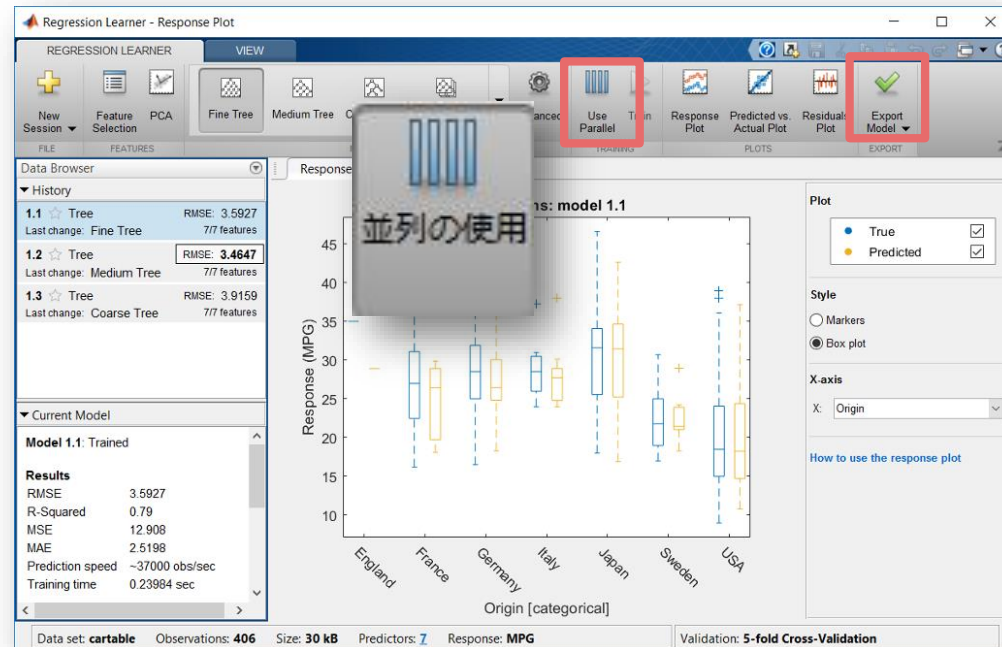 Regression Learner - Response Plot
REGRESSION LEARNER VIEW
New Session
Feature Selection
PCA
Fine Tree
Medium Tree
Use Parallel
Train
Response Plot
Predicted vs. Actual Plot
Residuals Plot
Export Model
FILE FEATURES TRAINING PLOTS EXPORT
Data Browser
History
1.1 Tree RMSE: 3.5927
Last change: Fine Tree 7/7 features
1.2 Tree RMSE: 3.4647
Last change: Medium Tree 7/7 features
1.3 Tree RMSE: 3.9159
Last change: Coarse Tree 7/7 features
Current Model
Model 1.1: Trained
Results
RMSE 3.5927
R-Squared 0.79
MSE 12.908
MAE 2.5198
Prediction speed ~37000 obs/sec
Training time 0.23984 sec
Response
並列の使用
model 1.1
45
40
35
30
25
20
15
10
Response (MPG)
England France Germany Italy Japan Sweden USA
Origin [categorical]
Plot
True
Predicted
Style
Markers
Box plot
X-axis
X: Origin
How to use the response plot
Data set: cartable Observations: 406 Size: 30 kB Predictors: 7 Response: MPG Validation: 5-fold Cross-Validation